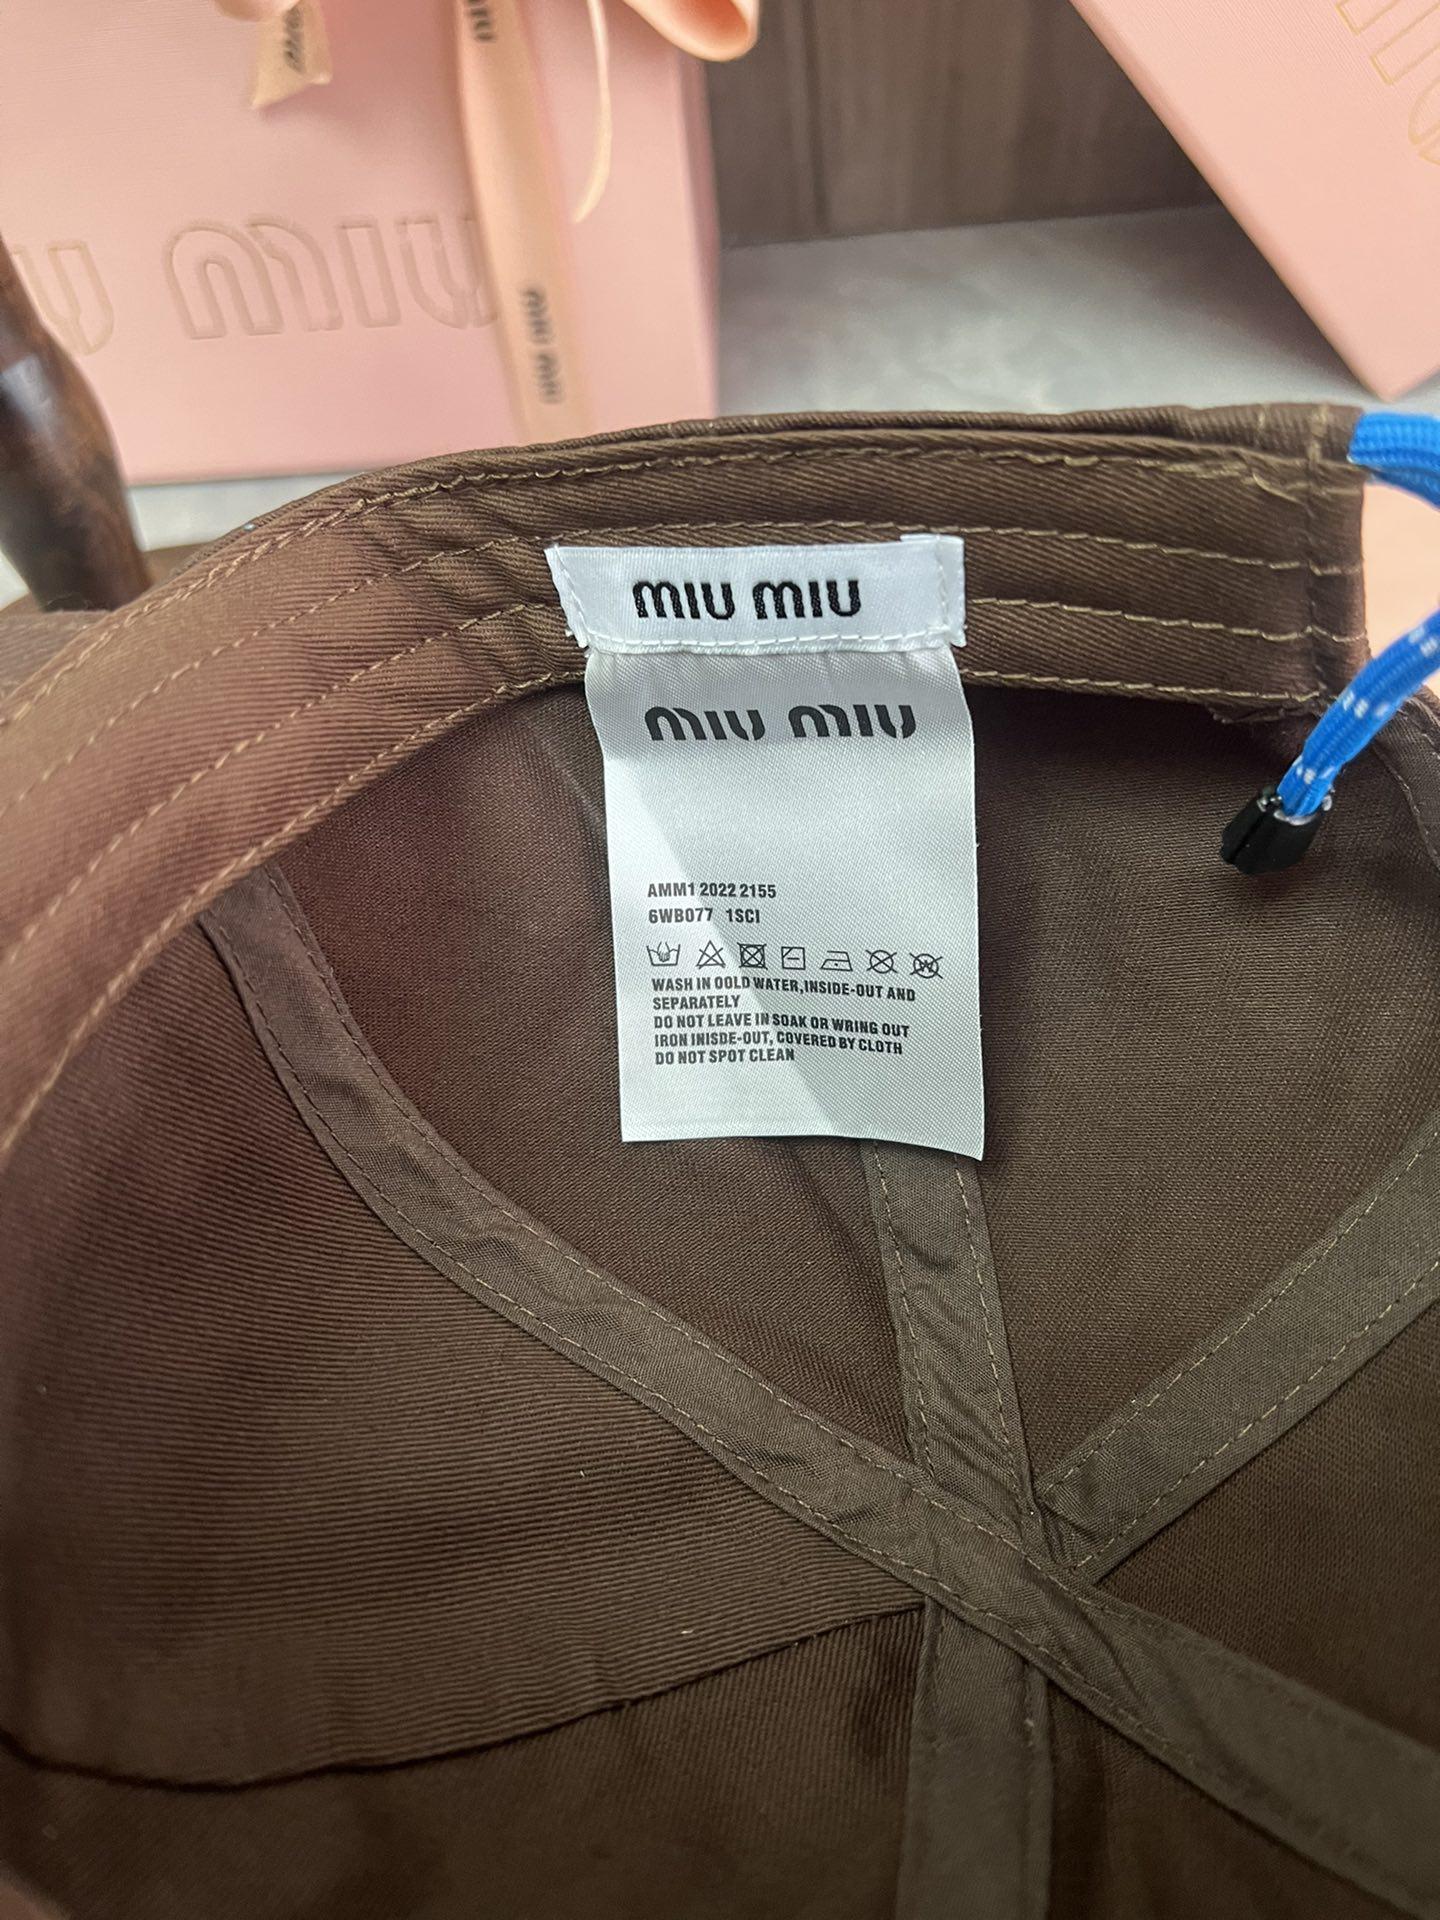 MIU MIU
MIU MIU
MIU MIU
MIU MIU
AMM1 2022 2155
6WB077 1SCI
WASH IN OOLD WATER,INSIDE-OUT AND
SEPARATELY
DO NOT LEAVE IN SOAK OR WRING OUT
IRON INISDE-OUT, COVERED BY CLOTH
DO NOT SPOT CLEAN